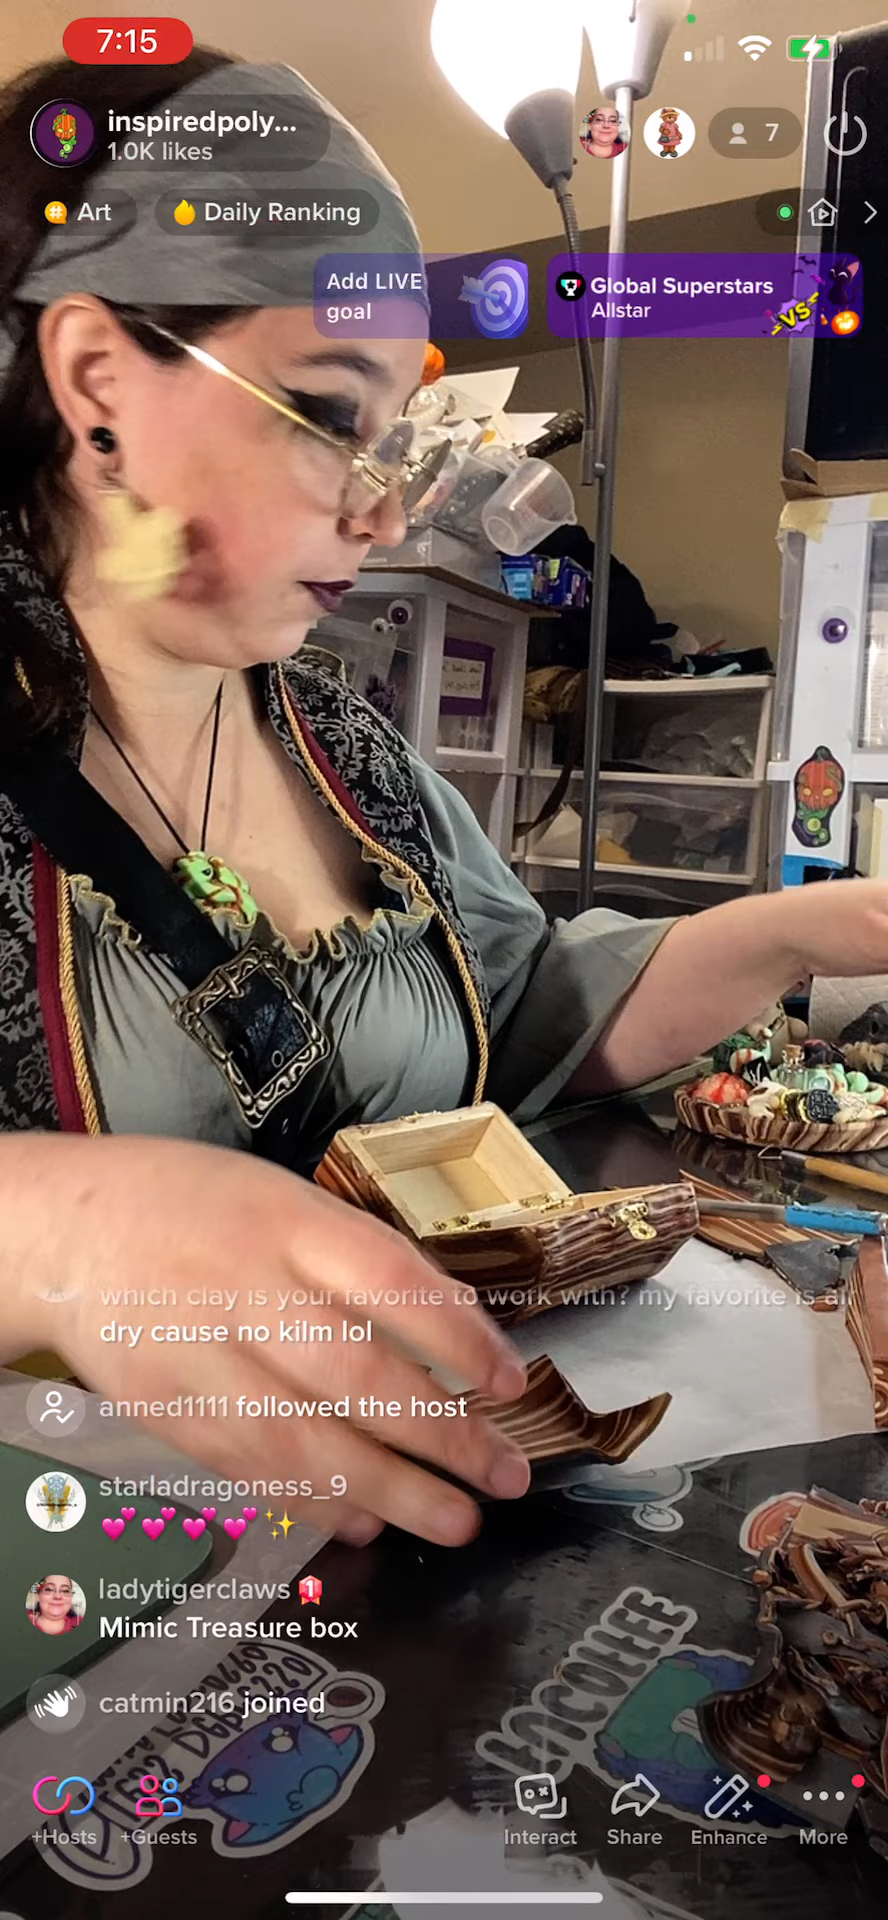 7:15
inspiredpoly...
1.0K likes
7
Art
Daily Ranking
Add LIVE
goal
Global Superstars
Allstar
VS
which clay is your favorite to work with? my favorite is air
dry cause no kilm lol
anned1111 followed the host
starladragoness_9
💕💕💕💕✨
ladytigerclaws 1
Mimic Treasure box
catmin216 joined
+Hosts
+Guests
Interact
Share
Enhance
More